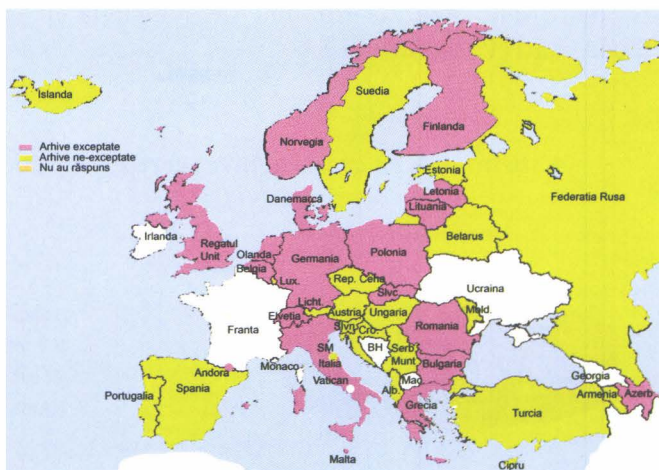 Islanda
Suedia
Norvegia
Finlanda
Arhive exceptate
Arhive ne-exceptate
Nu au răspuns
Estonia
Letonia
Lituania
Federatia Rusa
Danemarca
Belarus
Irlanda
Regatul
Unit
Olanda
Belgia
Germania
Polonia
Lux.
Rep. Ceha
Ucraina
Slvc.
Licht.
Austria
Ungaria
Mold.
Franta
Elvetia
Slvn.
Cro.
Romania
BH
Serb
Munt
SM
Italia
Monaco
Andora
Vatican
Bulgaria
Mac.
Alb.
Georgia
Armenia
Azerb
Portugalia
Spania
Grecia
Turcia
Malta
Cipru